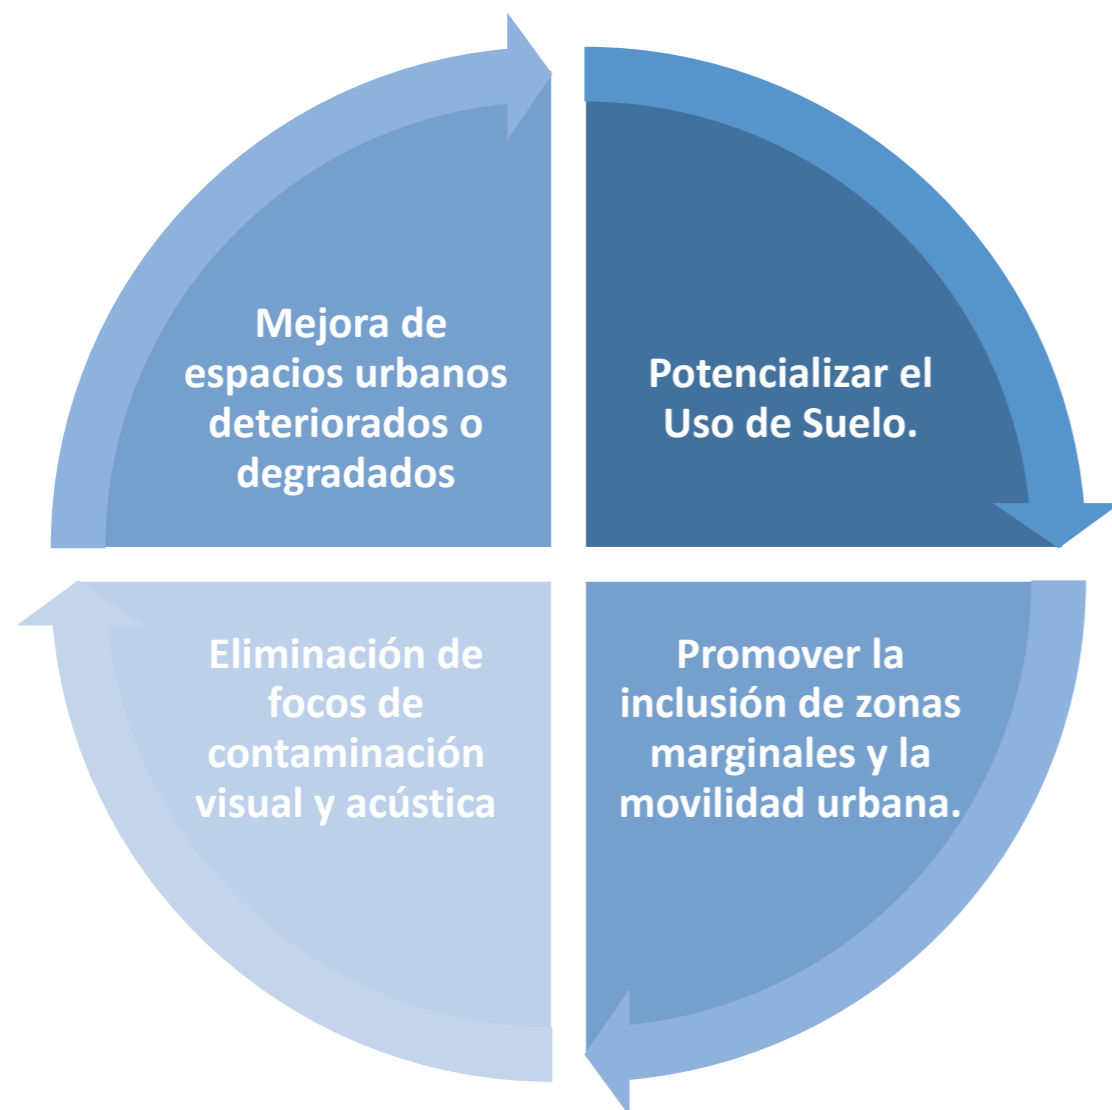 Mejora de
espacios urbanos
deteriorados o
degradados
Potencializar el
Uso de Suelo.
Eliminación de
focos de
contaminación
visual y acústica
Promover la
inclusión de zonas
marginales y la
movilidad urbana.